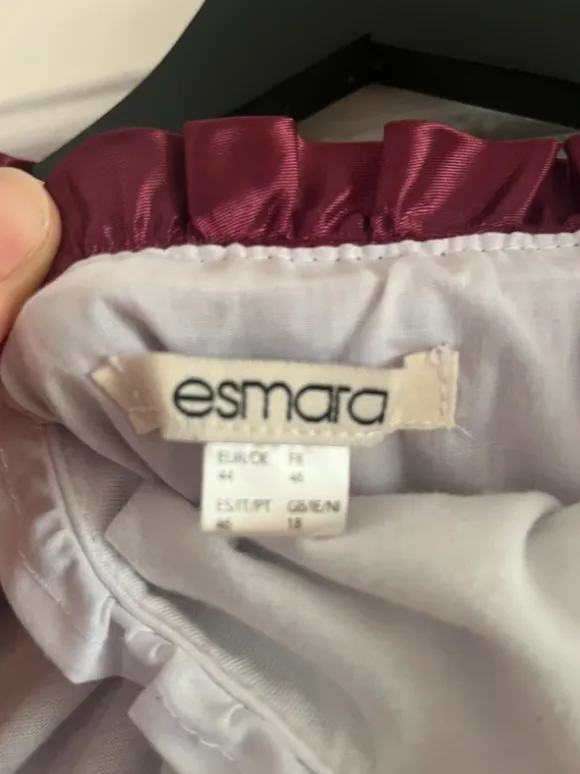 esmara
EUR/DE FR
44 46
ES/IT/PT GB/IE/NI
46 18